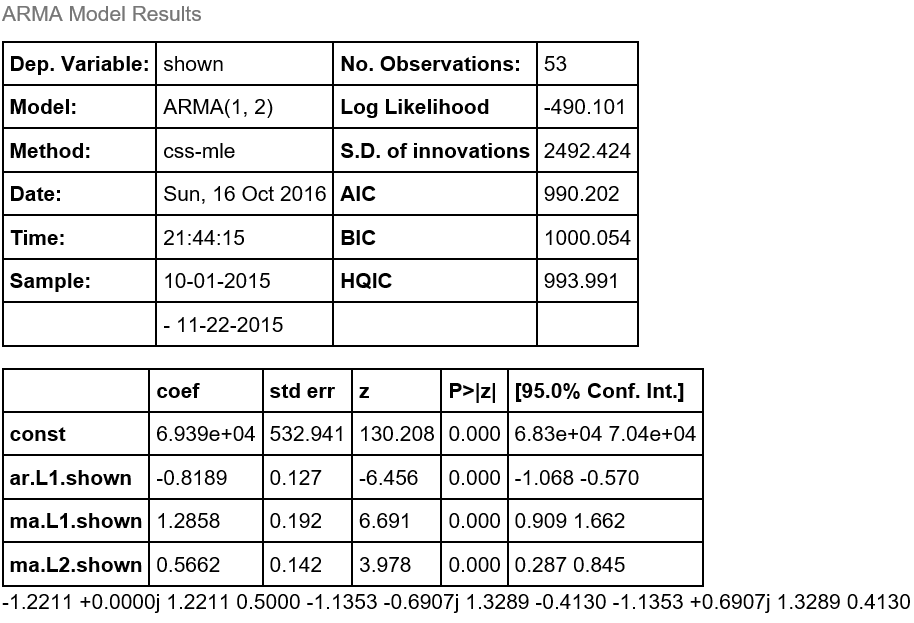 ARMA Model Results
Dep. Variable: shown No. Observations: 53
Model: ARMA(1, 2) Log Likelihood -490.101
Method: css-mle S.D. of innovations 2492.424
Date: Sun, 16 Oct 2016 AIC 990.202
Time: 21:44:15 BIC 1000.054
Sample: 10-01-2015 HQIC 993.991
- 11-22-2015
coef std err z P>|z| [95.0% Conf. Int.]
const 6.939e+04 532.941 130.208 0.000 6.83e+04 7.04e+04
ar.L1.shown -0.8189 0.127 -6.456 0.000 -1.068 -0.570
ma.L1.shown 1.2858 0.192 6.691 0.000 0.909 1.662
ma.L2.shown 0.5662 0.142 3.978 0.000 0.287 0.845
-1.2211 +0.0000j 1.2211 0.5000 -1.1353 -0.6907j 1.3289 -0.4130 -1.1353 +0.6907j 1.3289 0.4130